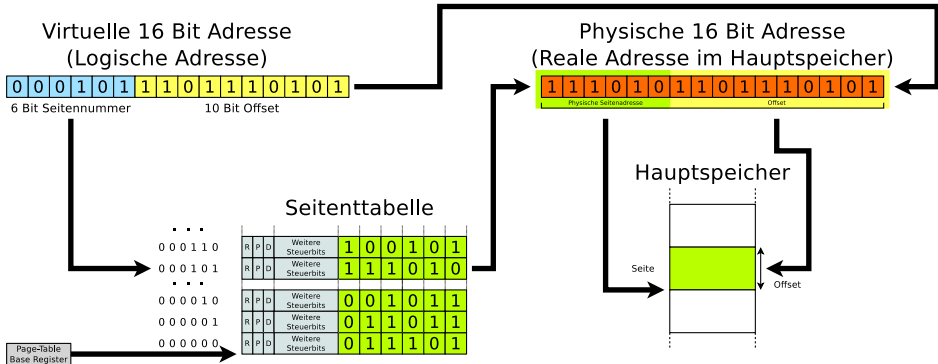 Virtuelle 16 Bit Adresse
(Logische Adresse)
0 0 0 1 0 1 1 1 0 1 1 1 0 1 0 1
6 Bit Seitennummer
10 Bit Offset
Physische 16 Bit Adresse
(Reale Adresse im Hauptspeicher)
1 1 1 0 1 0 1 1 0 1 1 1 0 1 0 1
Physische Seitenadresse
Offset
Seitenttabelle
. . .
0 0 0 1 1 0 R P D Weitere Steuerbits 1 0 0 1 0 1
0 0 0 1 0 1 R P D Weitere Steuerbits 1 1 1 0 1 0
. . .
0 0 0 0 1 0 R P D Weitere Steuerbits 0 0 1 0 1 1
0 0 0 0 0 1 R P D Weitere Steuerbits 0 1 1 0 1 1
0 0 0 0 0 0 R P D Weitere Steuerbits 0 1 1 1 0 1
Page-Table
Base Register
Hauptspeicher
Seite
Offset